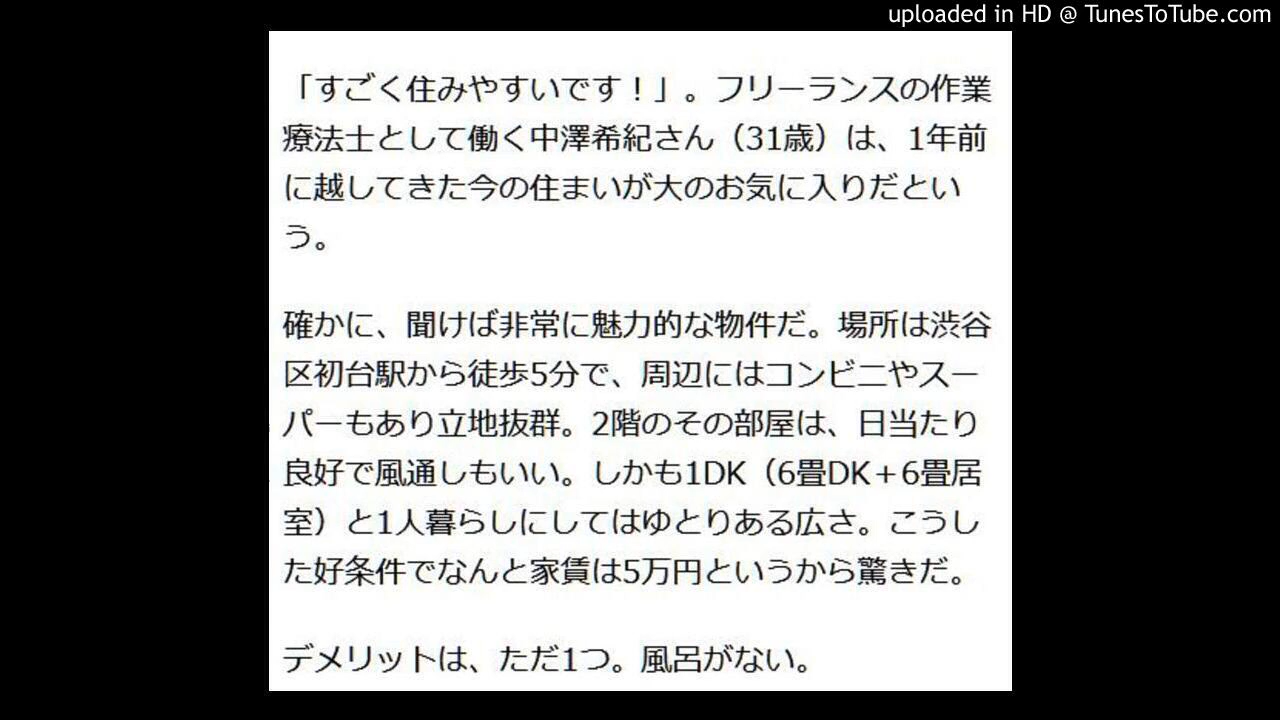 uploaded in HD @ TunesToTube.com
「すごく住みやすいです！」。フリーランスの作業
療法士として働く中澤希紀さん（31歳）は、1年前
に越してきた今の住まいが大のお気に入りだとい
う。
確かに、聞けば非常に魅力的な物件だ。場所は渋谷
区初台駅から徒歩5分で、周辺にはコンビニやスー
パーもあり立地抜群。2階のその部屋は、日当たり
良好で風通しもいい。しかも1DK（6畳DK＋6畳居
室）と1人暮らしにしてはゆとりある広さ。こうし
た好条件でなんと家賃は5万円というから驚きだ。
デメリットは、ただ1つ。風呂がない。